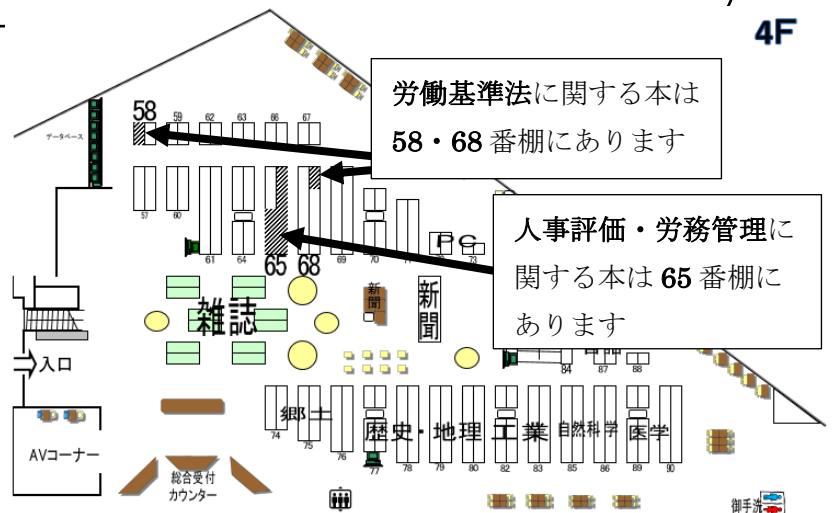 4F
労働基準法に関する本は
58・68 番棚にあります
58
59
62
63
66
67
データベース
人事評価・労務管理に
関する本は 65 番棚に
あります
57
60
61
64
65
68
69
70
PC
73
雑誌
新聞
新聞
入口
84
87
88
郷土
歴史・地理
工業
自然科学
医学
74
75
76
77
78
79
80
82
83
85
86
89
90
AVコーナー
総合受付
カウンター
御手洗